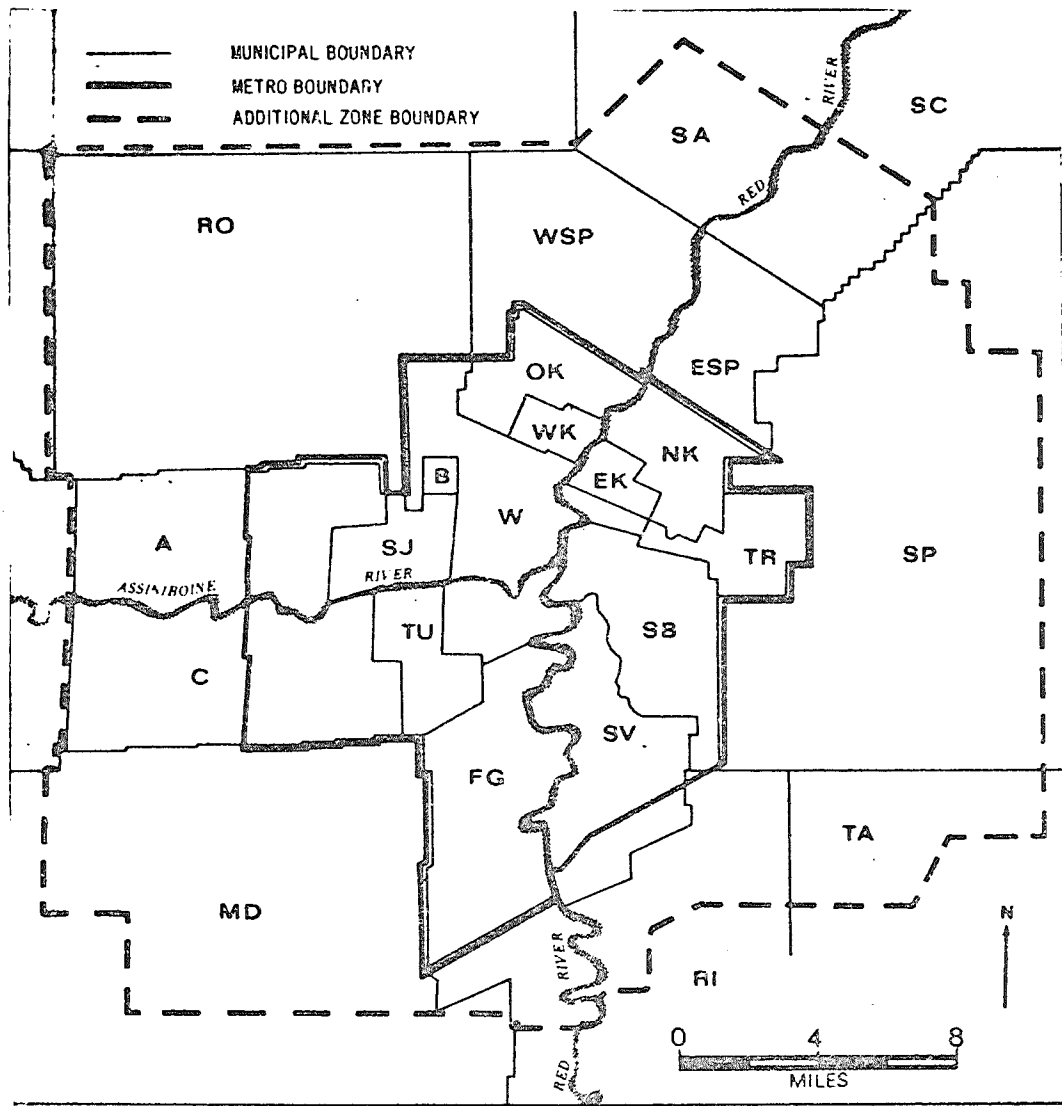 MUNICIPAL BOUNDARY
METRO BOUNDARY
ADDITIONAL ZONE BOUNDARY
RIVER
SC
SA
RED
RO
WSP
OK
ESP
WK
NK
B
EK
W
A
SJ
TR
SP
ASSINIBOINE
RIVER
TU
SB
C
SV
FG
TA
MD
N
RIVER
RI
0 4 8
MILES
RED